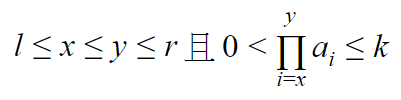 l ≤ x ≤ y ≤ r 且 0 < ∏_{i=x}^{y} a_i ≤ k